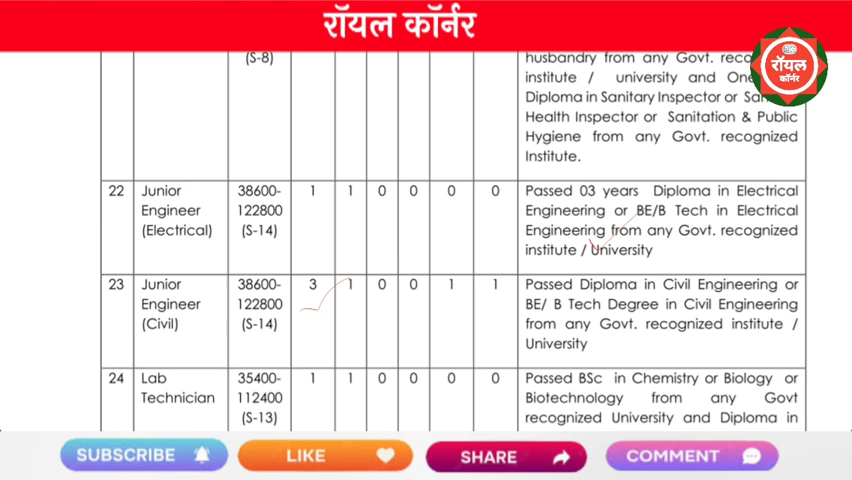 रॉयल कॉर्नर
रॉयल
कॉर्नर
(S-8)
husbandry from any Govt.
institute / university and
Diploma in Sanitary Inspector or
Health Inspector or Sanitation & Public
Hygiene from any Govt. recognized
Institute.
22 Junior 38600- 1 1 0 0 0 0 Passed 03 years Diploma in Electrical
Engineer 122800 Engineering or BE/B Tech in Electrical
(Electrical) (S-14) Engineering from any Govt. recognized
institute / University
23 Junior 38600- 3 1 0 0 1 1 Passed Diploma in Civil Engineering or
Engineer 122800 BE/ B Tech Degree in Civil Engineering
(Civil) (S-14) from any Govt. recognized institute /
University
24 Lab 35400- 1 1 0 0 0 0 Passed BSc in Chemistry or Biology or
Technician 112400 Biotechnology from any Govt
(S-13) recognized University and Diploma in
SUBSCRIBE LIKE SHARE COMMENT